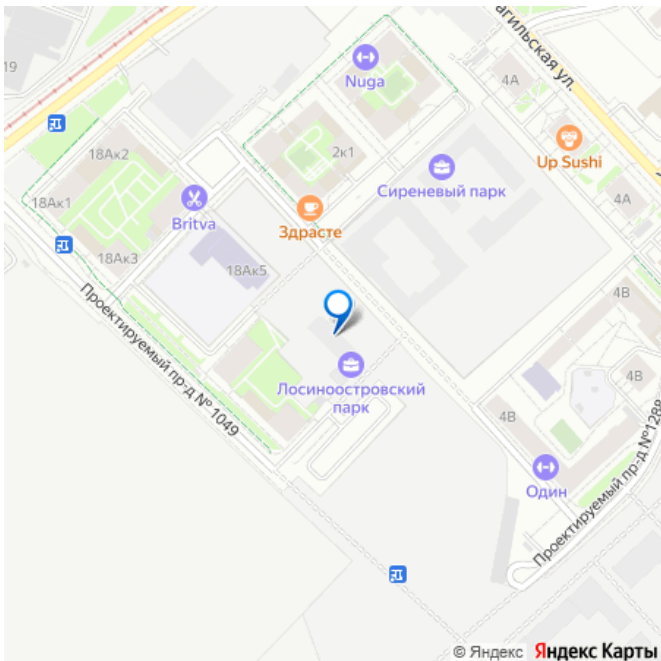 19
Nuga
4А
агильская ул.
18Ак2
2к1
Up Sushi
Сиреневый парк
18Ак1
Britva
4А
Здрасте
18Ак3
18Ак5
4В
Проектируемый пр-д № 1049
Лосиноостровский
парк
4В
4В
Один
Проектируемый пр-д №1288
© Яндекс Яндекс Карты